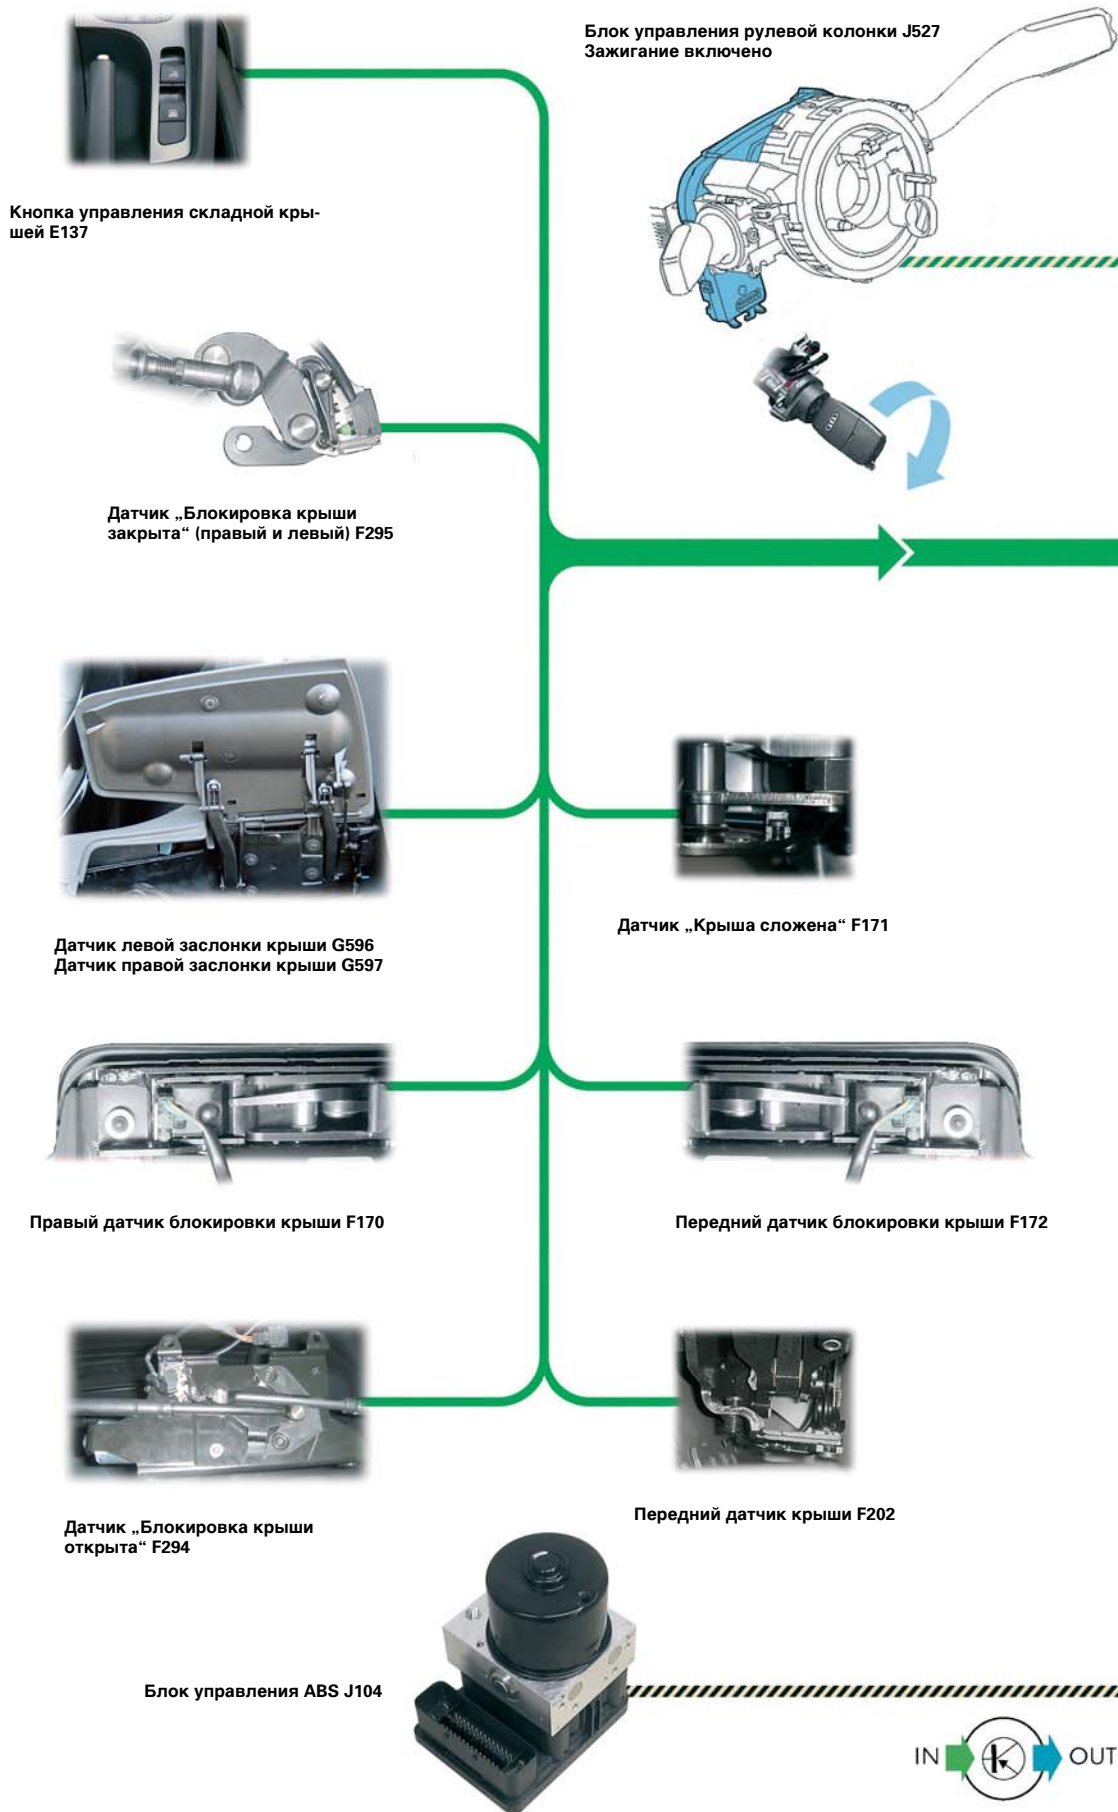 Блок управления рулевой колонки J527
Зажигание включено
Кнопка управления складной кры-
шей E137
Датчик „Блокировка крыши
закрыта“ (правый и левый) F295
Датчик левой заслонки крыши G596
Датчик правой заслонки крыши G597
Датчик „Крыша сложена“ F171
Правый датчик блокировки крыши F170
Передний датчик блокировки крыши F172
Датчик „Блокировка крыши
открыта“ F294
Передний датчик крыши F202
Блок управления ABS J104
IN OUT